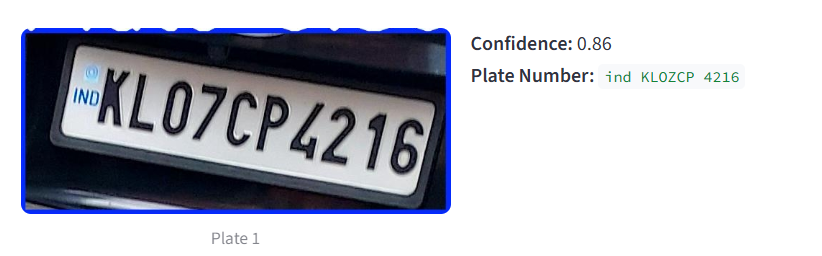 IND
KL07CP4216
Confidence: 0.86
Plate Number: ind KLOZCP 4216
Plate 1